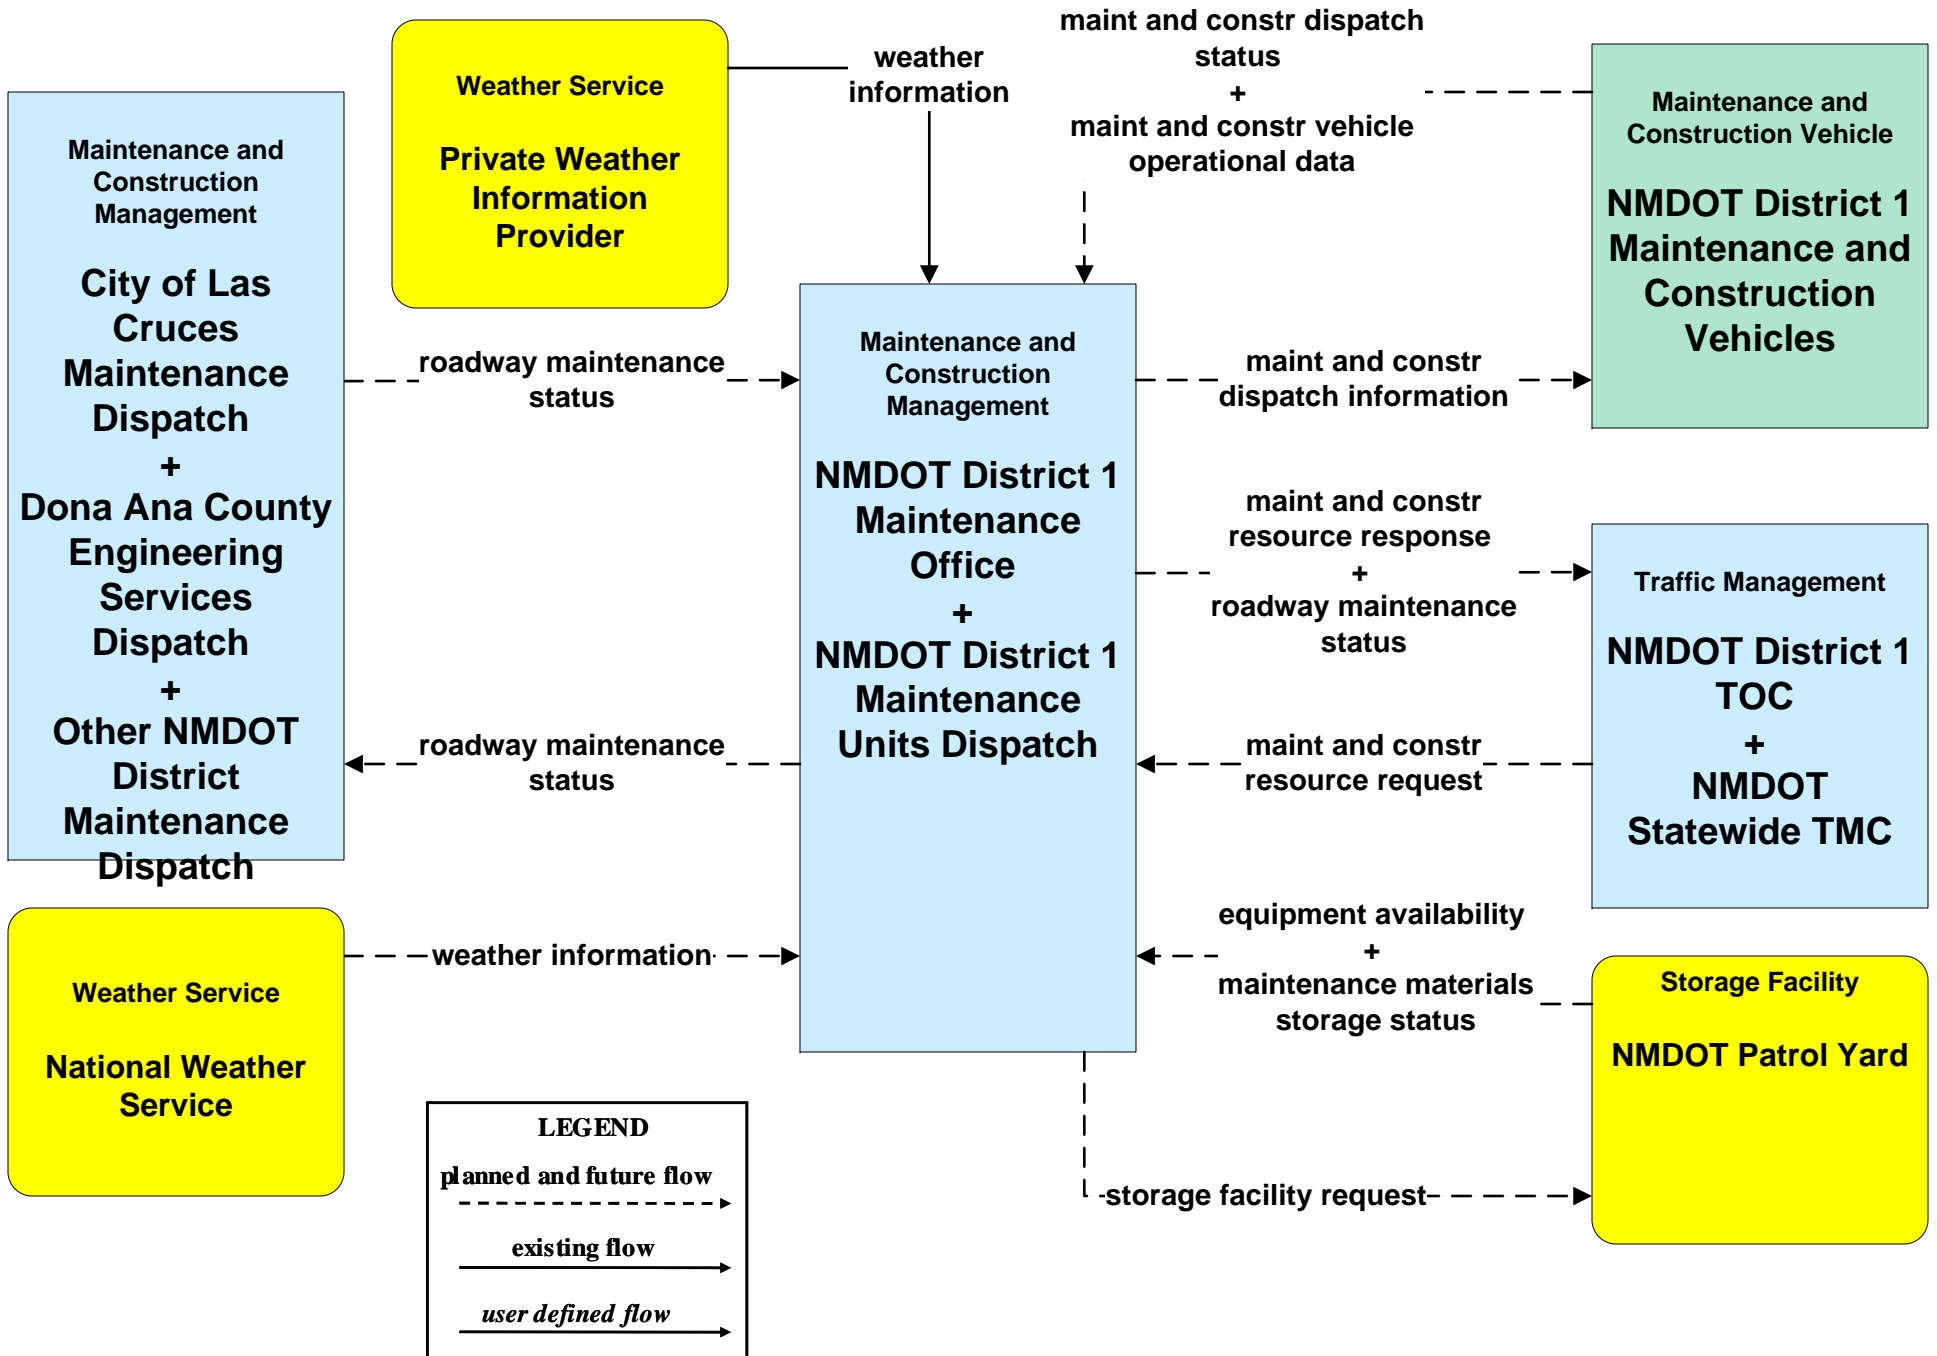 Maintenance and
Construction
Management
City of Las
Cruces
Maintenance
Dispatch
+
Dona Ana County
Engineering
Services
Dispatch
+
Other NMDOT
District
Maintenance
Dispatch
Weather Service
Private Weather
Information
Provider
weather
information
maint and constr dispatch
status
+
maint and constr vehicle
operational data
Maintenance and
Construction Vehicle
NMDOT District 1
Maintenance and
Construction
Vehicles
roadway maintenance
status
Maintenance and
Construction
Management
NMDOT District 1
Maintenance
Office
+
NMDOT District 1
Maintenance
Units Dispatch
maint and constr
dispatch information
maint and constr
resource response
+
roadway maintenance
status
Traffic Management
NMDOT District 1
TOC
+
NMDOT
Statewide TMC
roadway maintenance
status
maint and constr
resource request
Weather Service
National Weather
Service
weather information
equipment availability
+
maintenance materials
storage status
Storage Facility
NMDOT Patrol Yard
storage facility request
LEGEND
planned and future flow
existing flow
user defined flow